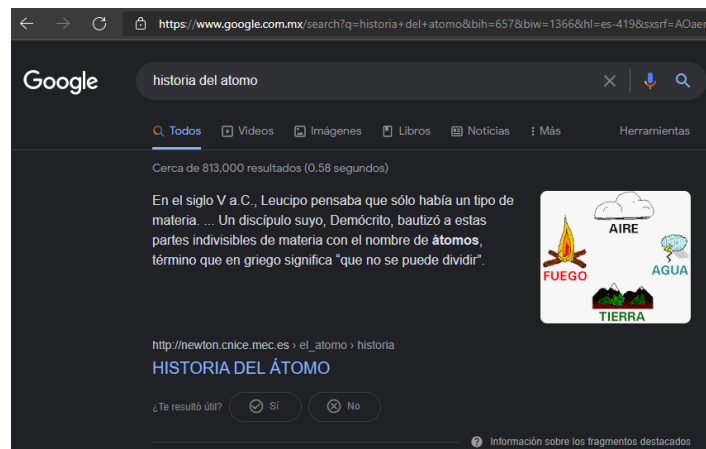 https://www.google.com.mx/search?q=historia+del+atomo&bih=657&biw=1366&hl=es-419&sxsrf=AOaer
Google
historia del atomo
Todos Videos Imágenes Libros Noticias Más Herramientas
Cerca de 813,000 resultados (0.58 segundos)
En el siglo V a.C., Leucipo pensaba que sólo había un tipo de
materia. ... Un discípulo suyo, Demócrito, bautizó a estas
partes indivisibles de materia con el nombre de átomos,
término que en griego significa "que no se puede dividir".
AIRE
FUEGO
AGUA
TIERRA
http://newton.cnice.mec.es › el_atomo › historia
HISTORIA DEL ÁTOMO
¿Te resultó útil? Sí No
Información sobre los fragmentos destacados